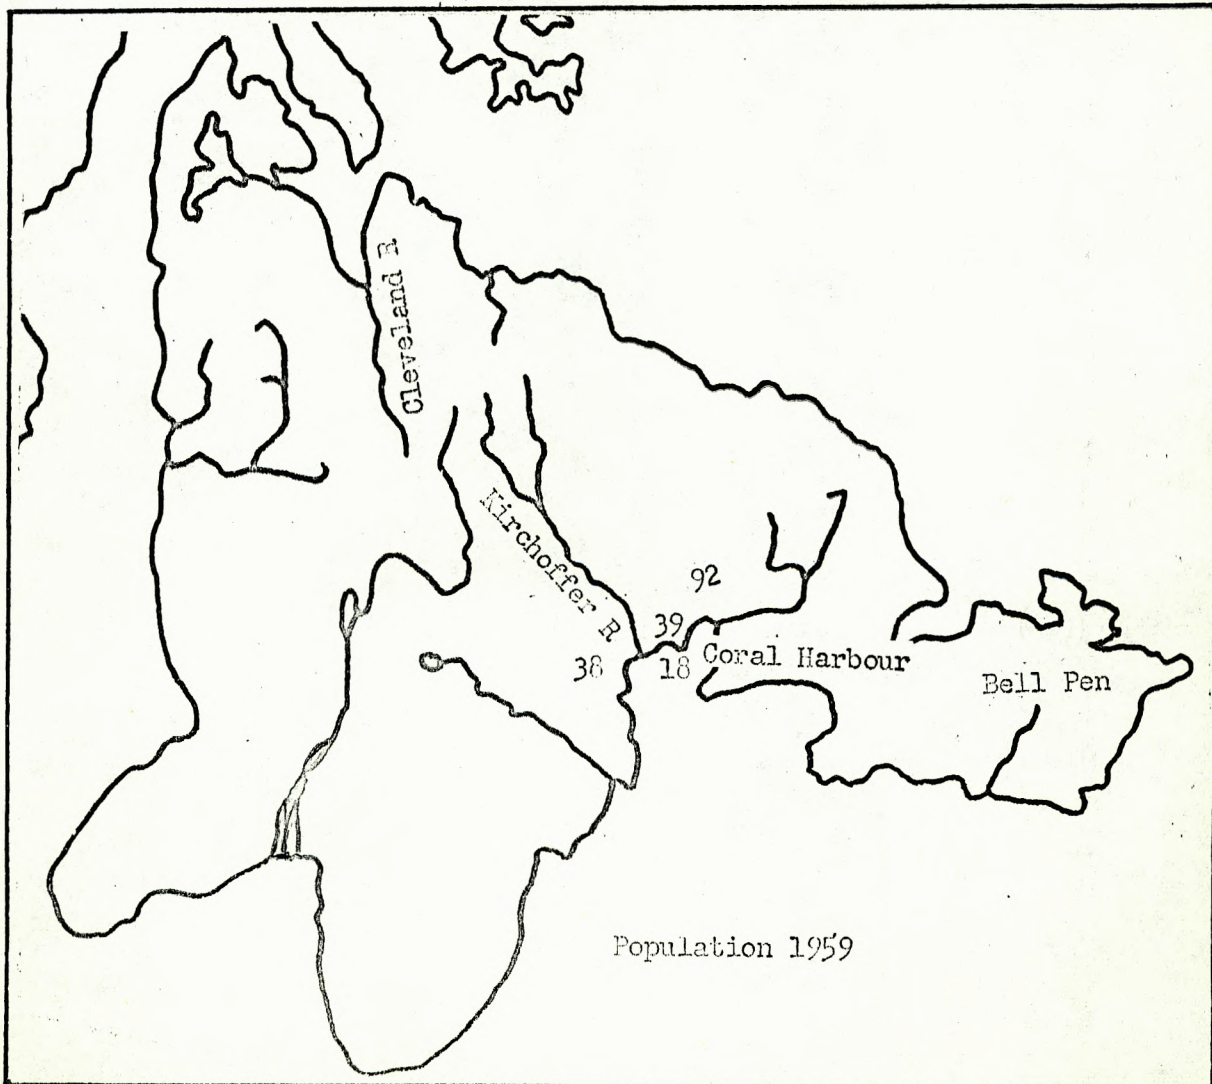 Cleveland R
Kirchoffer R
92
39
38
18
Coral Harbour
Bell Pen
Population 1959